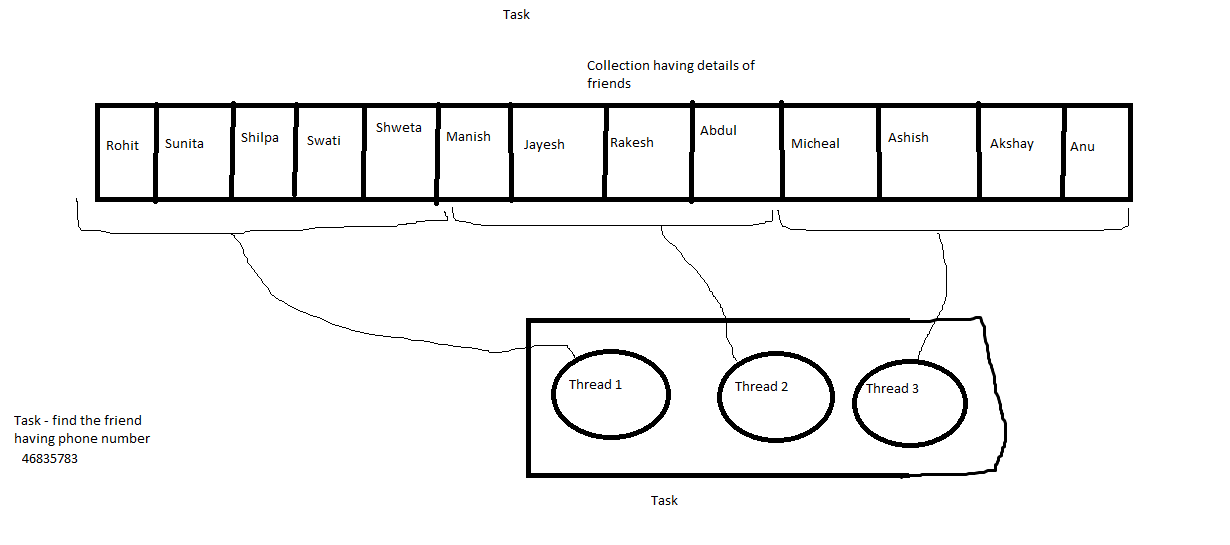 Task
Collection having details of
friends
Rohit
Sunita
Shilpa
Swati
Shweta
Manish
Jayesh
Rakesh
Abdul
Micheal
Ashish
Akshay
Anu
Thread 1
Thread 2
Thread 3
Task - find the friend
having phone number
46835783
Task